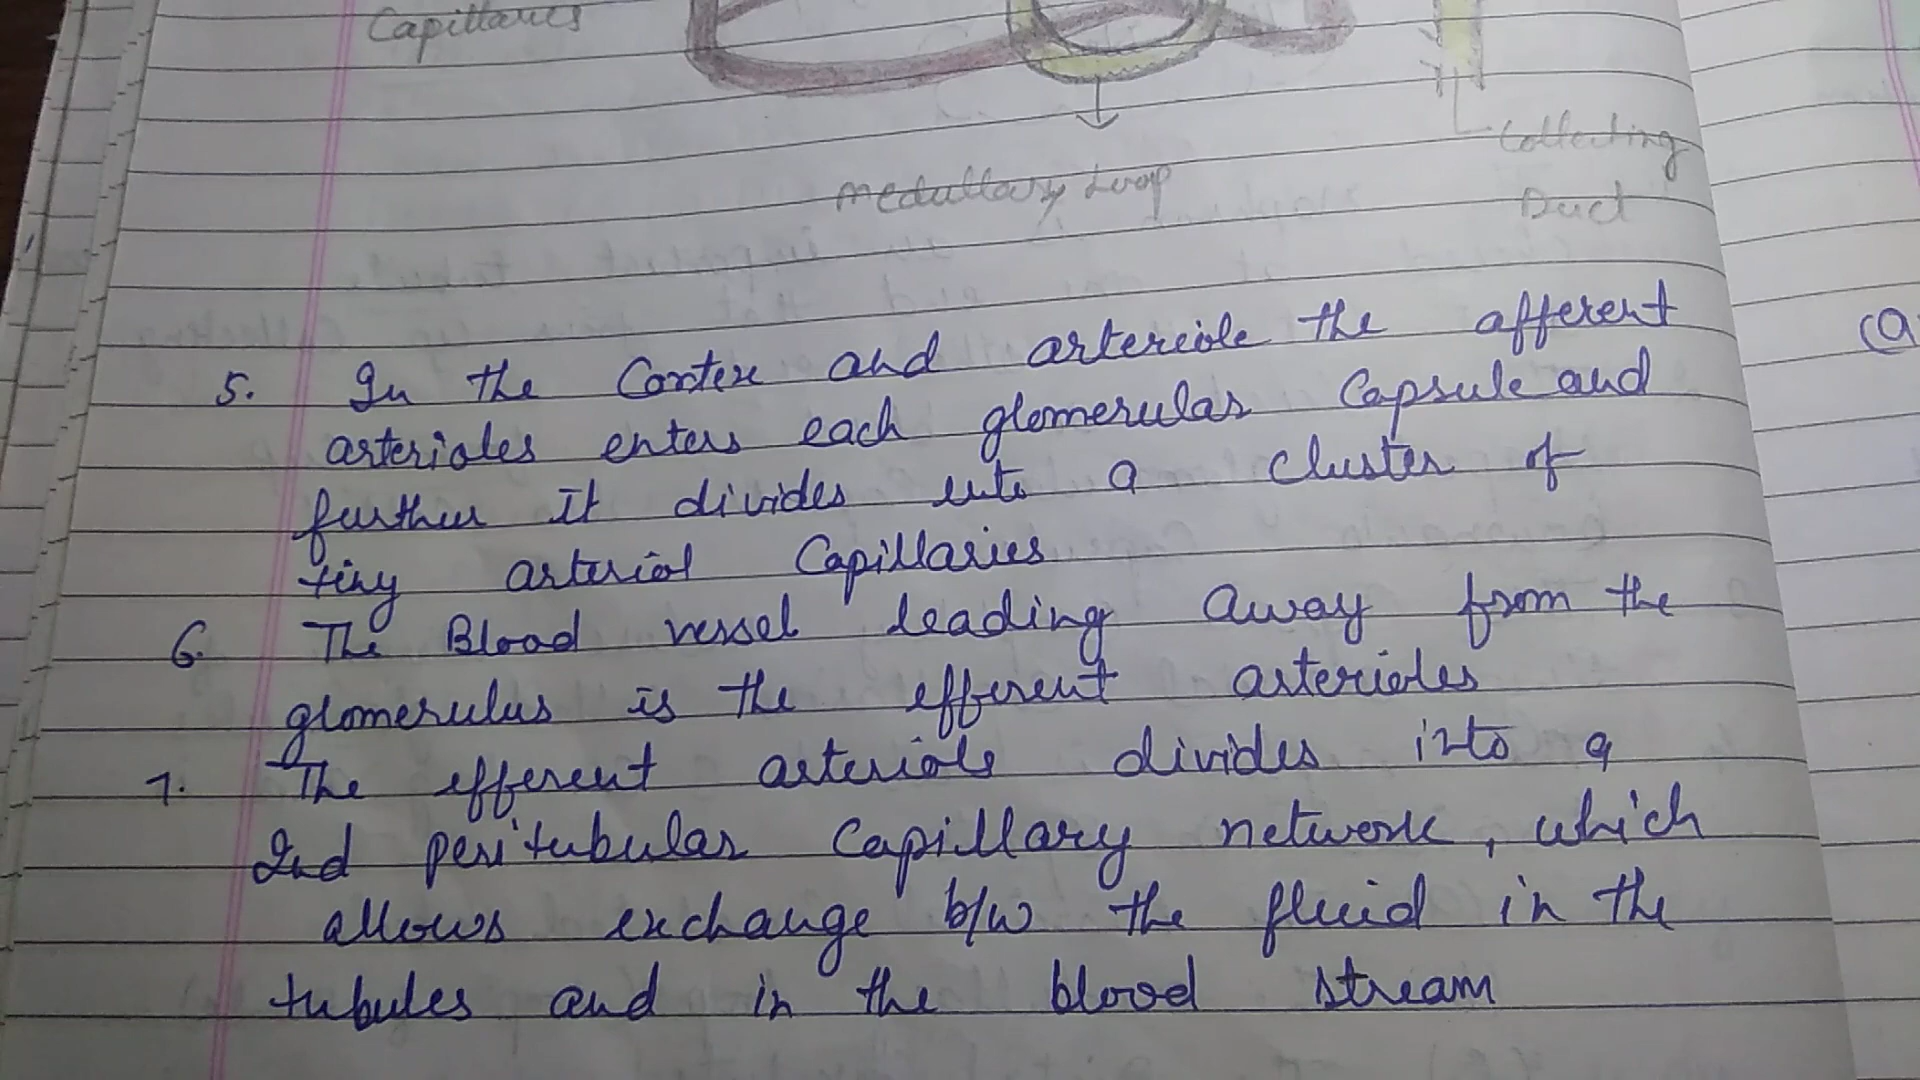 Capillaries
Collecting
Medullary Loop
Duct
5. In the Contex and artereiole the afferent
arterioles enters each glomerular Capsule and
further It divides into a cluster of
tiny arterial Capillaries
6. The Blood vessel leading away from the
glomerulus is the efferent arterioles
7. The efferent arteriole divides into a
2nd peritubular Capillary network, which
allows exchange b/w the fluid in the
tubules and in the blood stream
(a